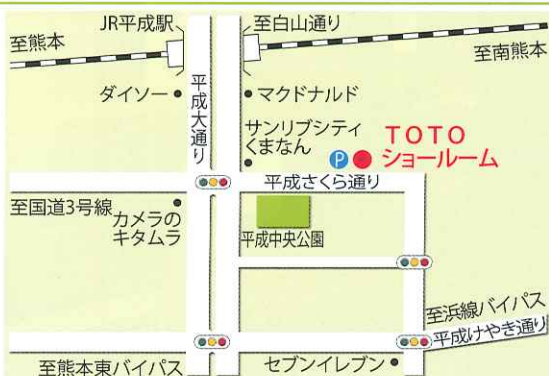 JR平成駅
至白山通り
至熊本
至南熊本
ダイソー
平成大通り
マクドナルド
サンリブシティ
くまなん
P
TOTO
ショールーム
平成さくら通り
至国道3号線
カメラの
キタムラ
平成中央公園
至浜線バイパス
平成けやき通り
至熊本東バイパス
セブンイレブン